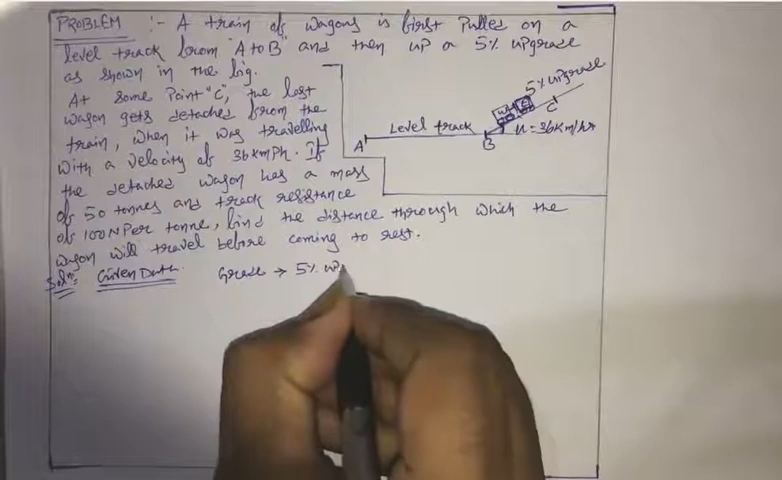 PROBLEM :- A train of wagons is first pulled on a
level track from "A to B" and then up a 5% upgrade
as shown in the fig.
At some Point "C", the last
wagon gets detached from the
train, when it was travelling
with a velocity of 36kmph. If
the detached wagon has a mass
of 50 tonnes and track resistance
of 100N Per tonne, find the distance through which the
wagon will travel before coming to rest.
Soln: Given Data Grade → 5% up
5% upgrade
Level track
A
B
C
u = 36km/hr